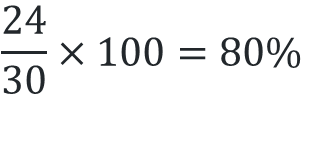 24/30 × 100 = 80%